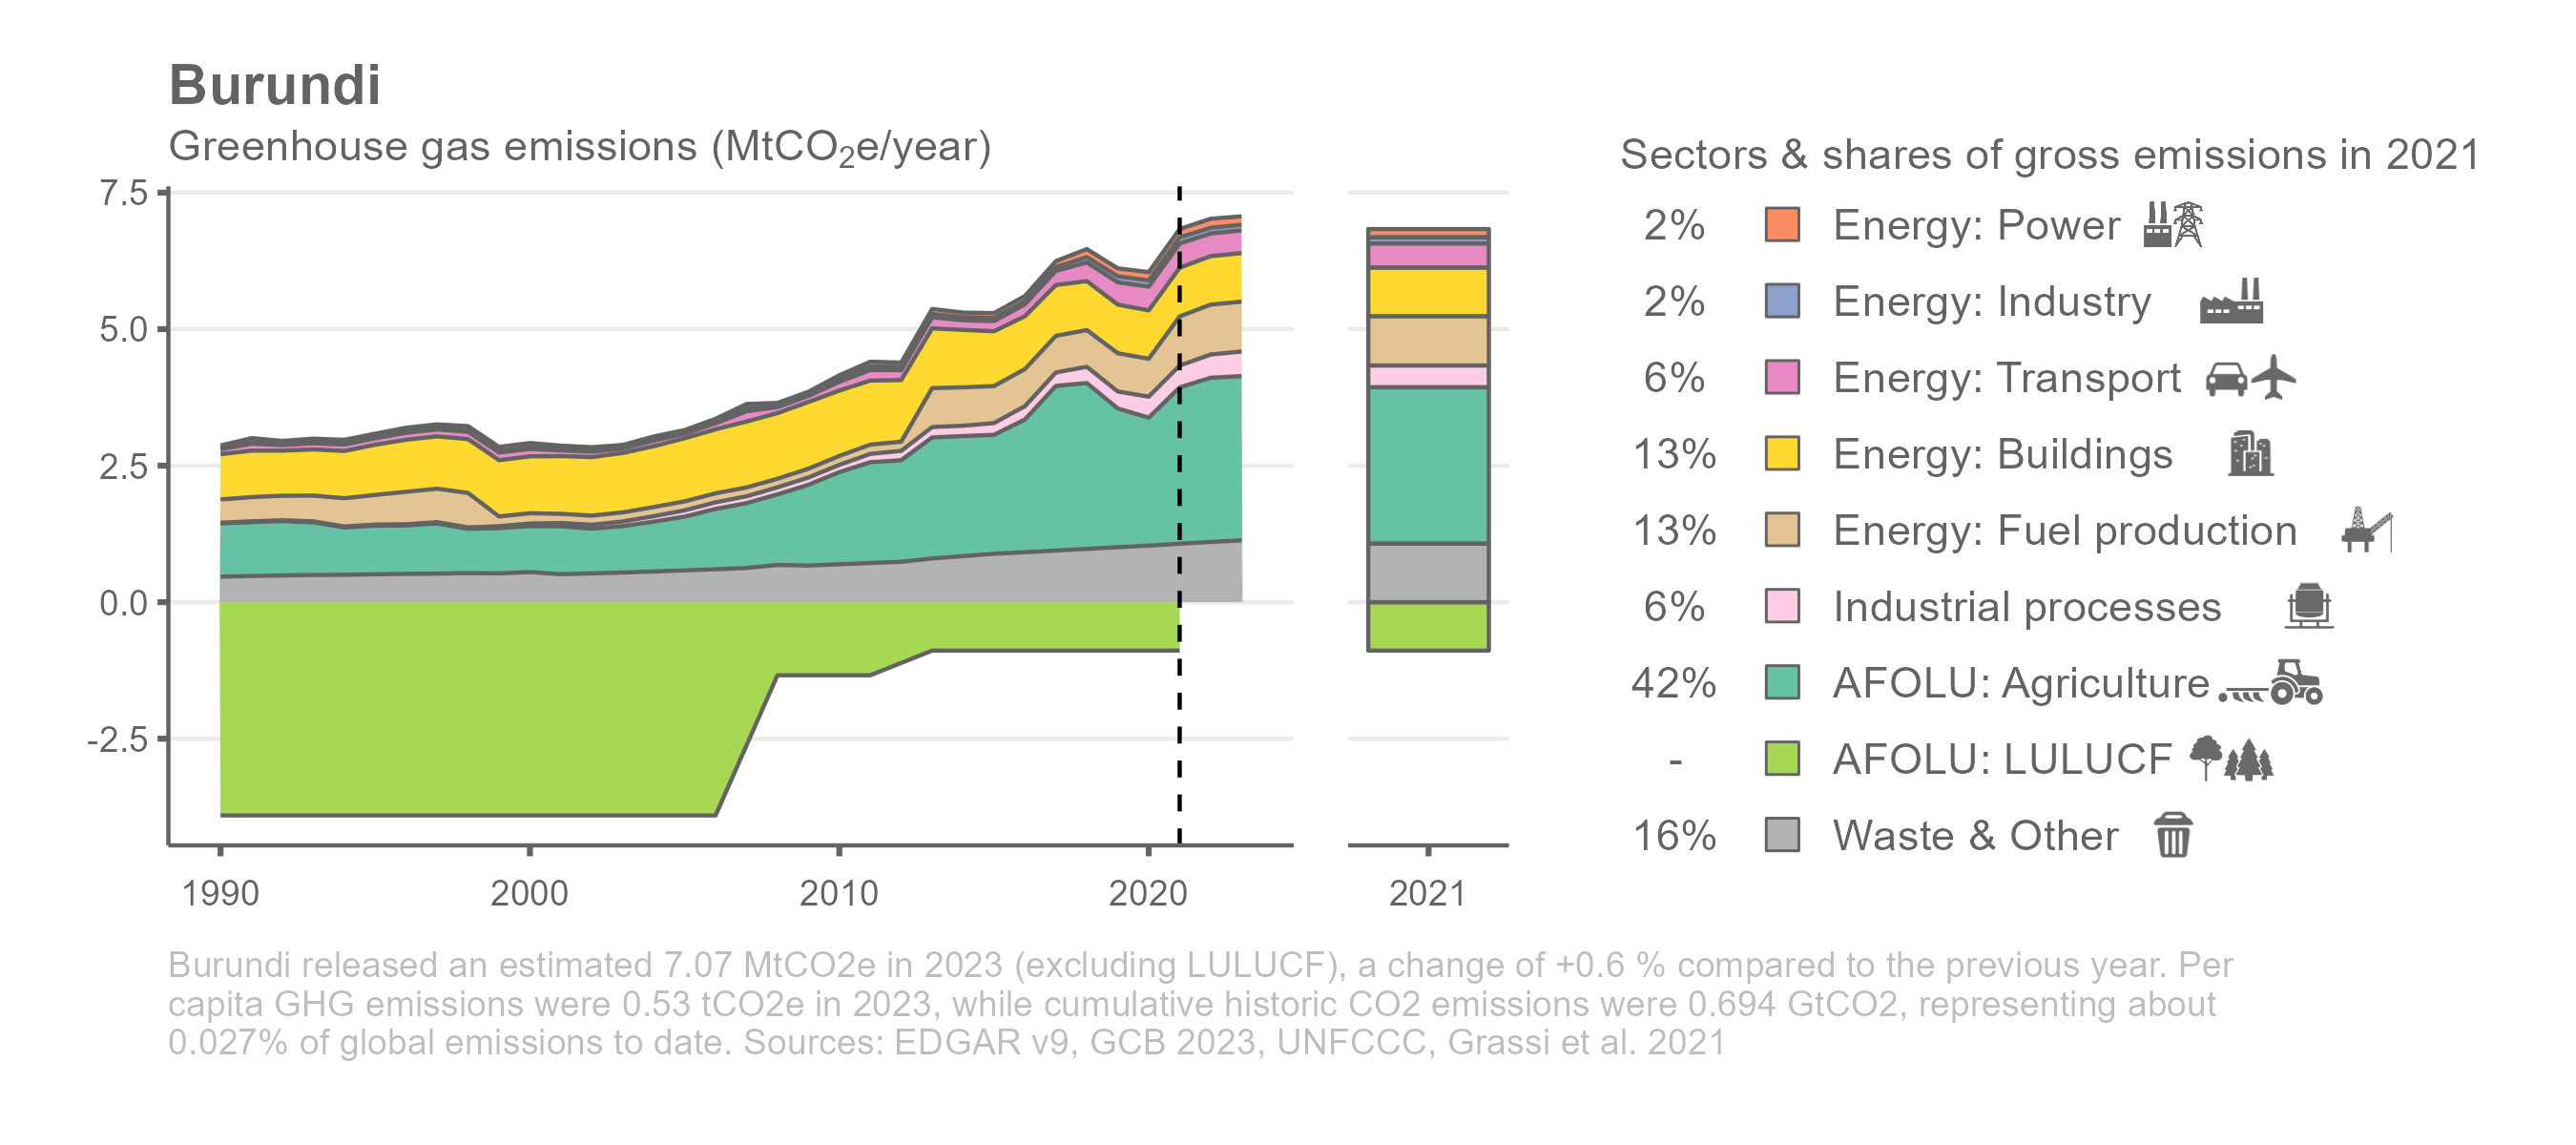 Burundi
Greenhouse gas emissions (MtCO₂e/year)
7.5
5.0
2.5
0.0
-2.5
1990
2000
2010
2020
2021
Sectors & shares of gross emissions in 2021
2% Energy: Power
2% Energy: Industry
6% Energy: Transport
13% Energy: Buildings
13% Energy: Fuel production
6% Industrial processes
42% AFOLU: Agriculture
- AFOLU: LULUCF
16% Waste & Other
Burundi released an estimated 7.07 MtCO2e in 2023 (excluding LULUCF), a change of +0.6 % compared to the previous year. Per
capita GHG emissions were 0.53 tCO2e in 2023, while cumulative historic CO2 emissions were 0.694 GtCO2, representing about
0.027% of global emissions to date. Sources: EDGAR v9, GCB 2023, UNFCCC, Grassi et al. 2021